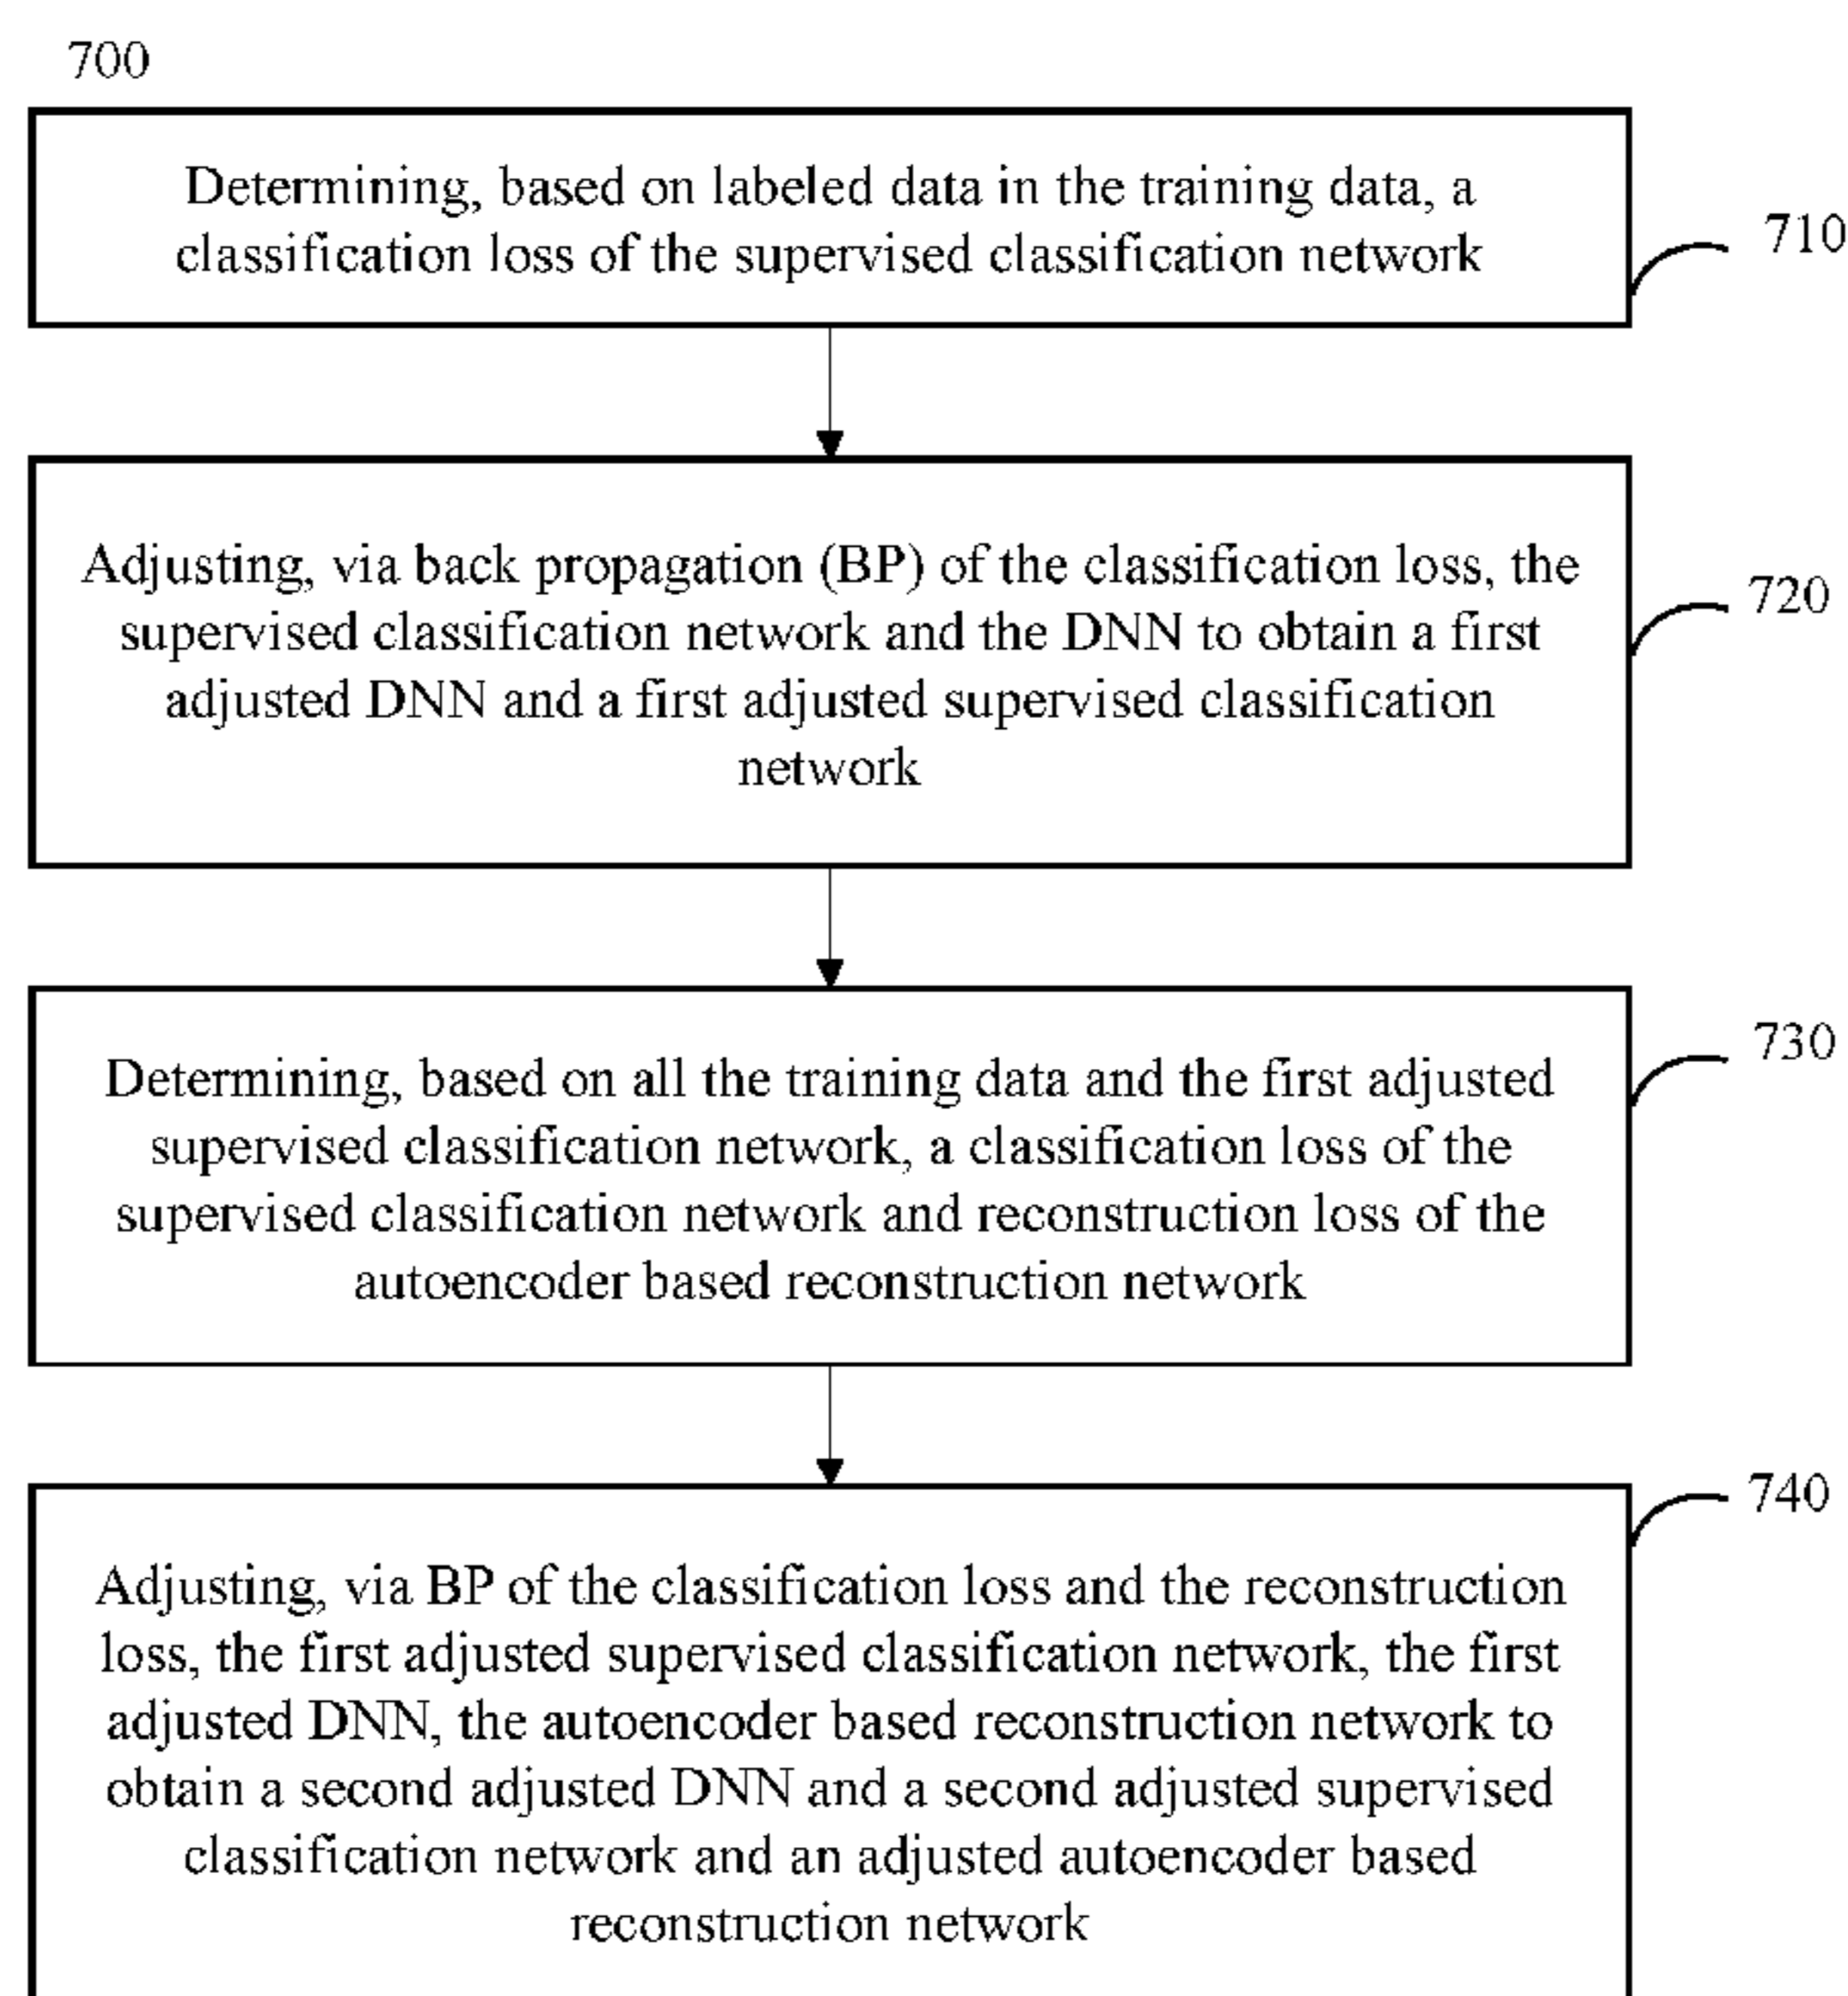 700
Determining, based on labeled data in the training data, a
classification loss of the supervised classification network
710
Adjusting, via back propagation (BP) of the classification loss, the
supervised classification network and the DNN to obtain a first
adjusted DNN and a first adjusted supervised classification
network
720
Determining, based on all the training data and the first adjusted
supervised classification network, a classification loss of the
supervised classification network and reconstruction loss of the
autoencoder based reconstruction network
730
Adjusting, via BP of the classification loss and the reconstruction
loss, the first adjusted supervised classification network, the first
adjusted DNN, the autoencoder based reconstruction network to
obtain a second adjusted DNN and a second adjusted supervised
classification network and an adjusted autoencoder based
reconstruction network
740